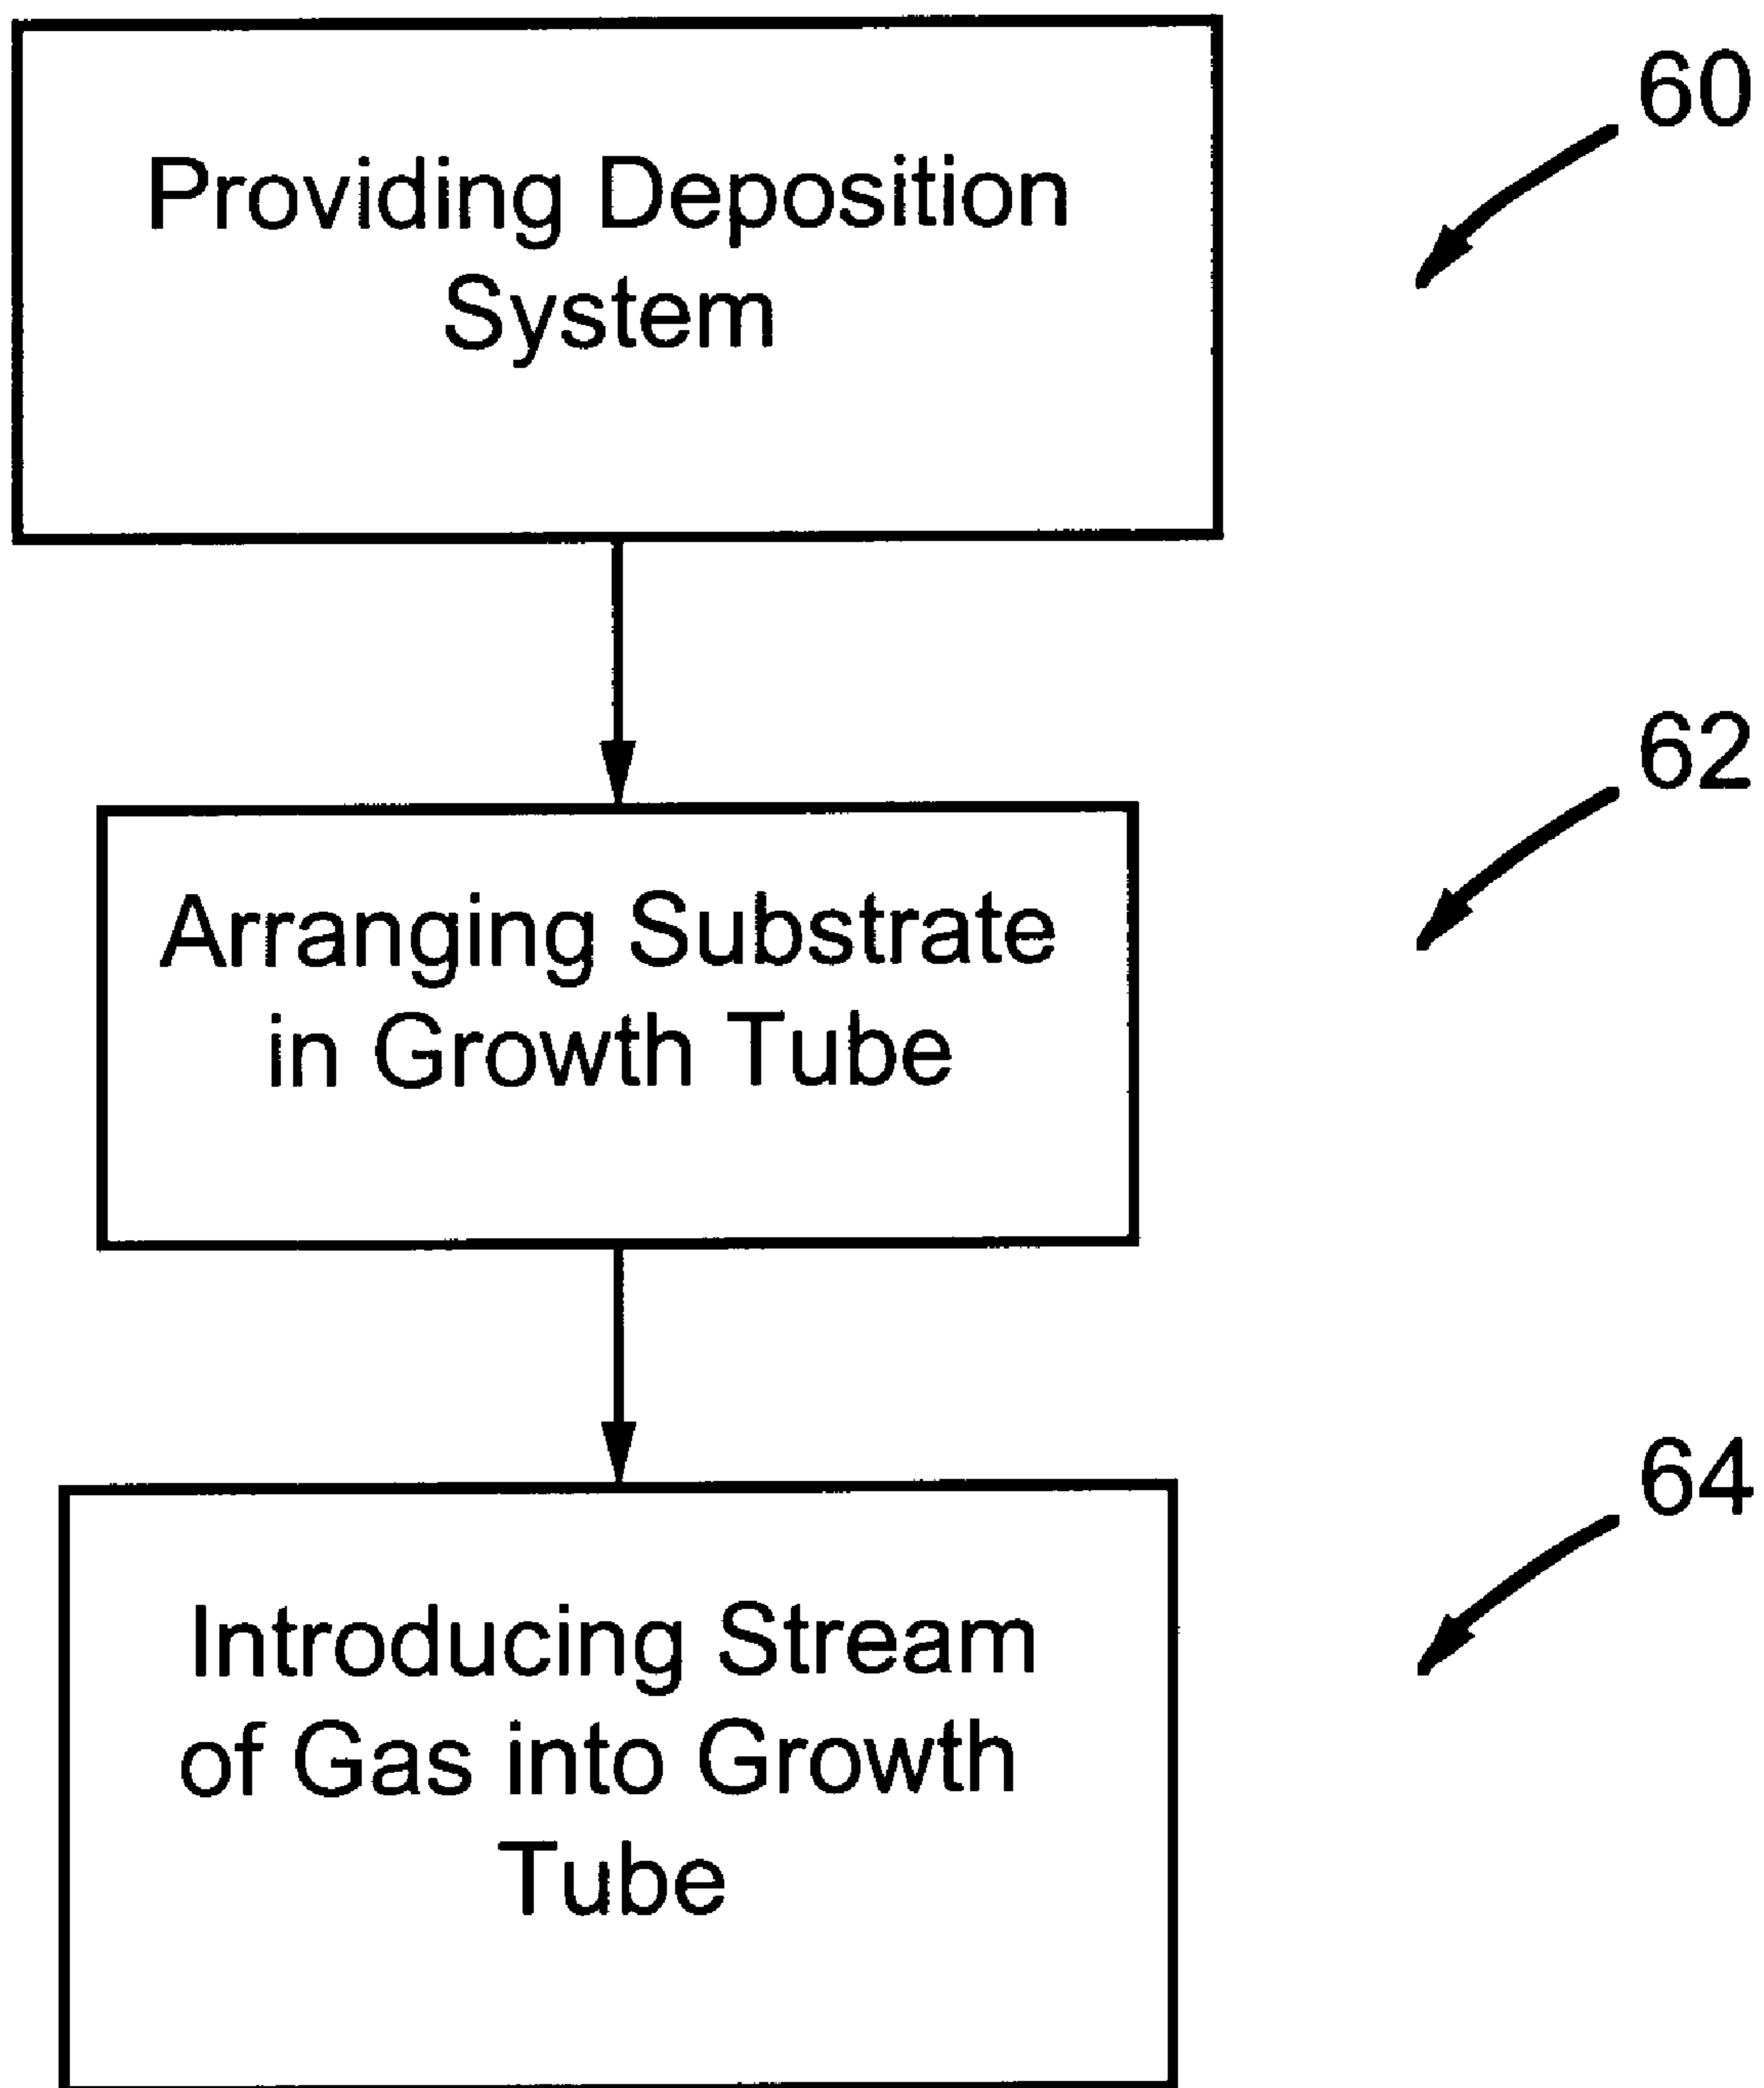 60
Providing Deposition
System
62
Arranging Substrate
in Growth Tube
64
Introducing Stream
of Gas into Growth
Tube